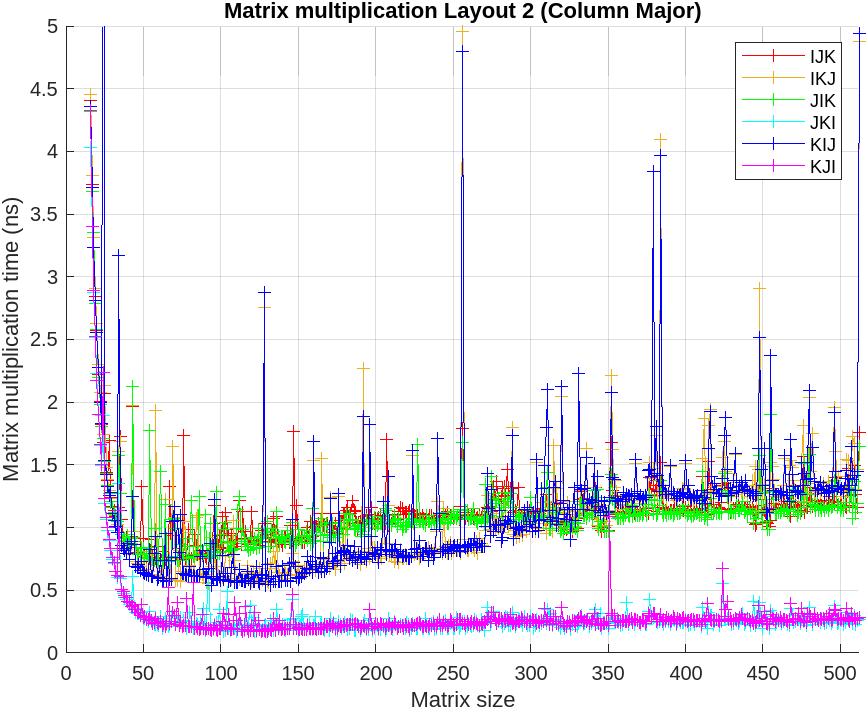 Matrix multiplication Layout 2 (Column Major)
5
4.5
4
3.5
3
2.5
2
1.5
1
0.5
0
Matrix multiplication time (ns)
IJK
IKJ
JIK
JKI
KIJ
KJI
0 50 100 150 200 250 300 350 400 450 500
Matrix size